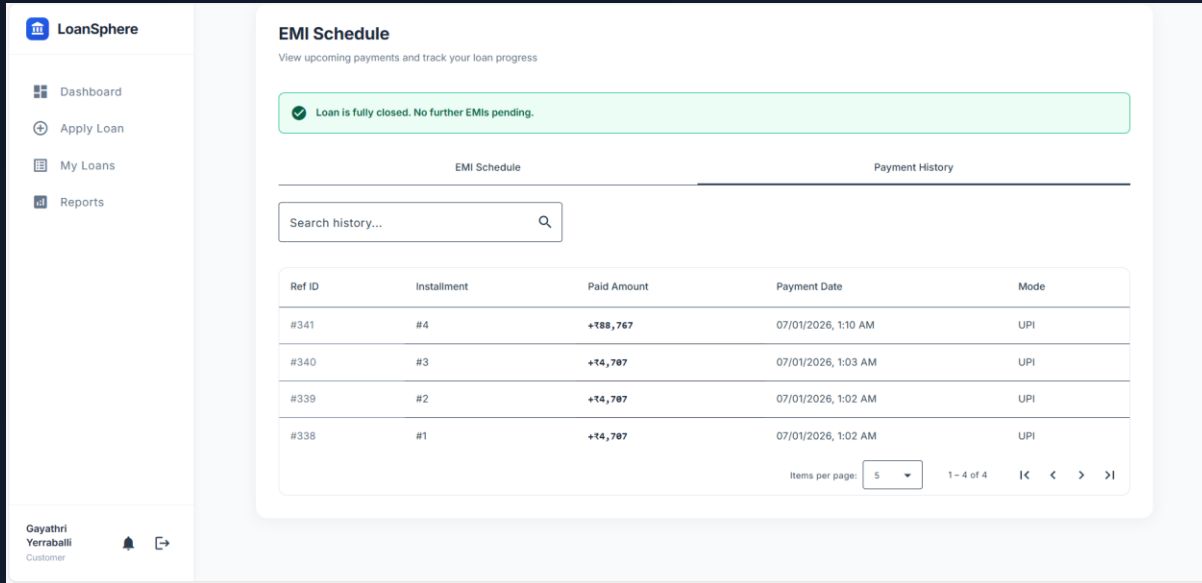 LoanSphere
Dashboard
Apply Loan
My Loans
Reports
Gayathri
Yerraballi
Customer
EMI Schedule
View upcoming payments and track your loan progress
Loan is fully closed. No further EMIs pending.
EMI Schedule Payment History
Search history...
Ref ID Installment Paid Amount Payment Date Mode
#341 #4 +₹88,767 07/01/2026, 1:10 AM UPI
#340 #3 +₹4,707 07/01/2026, 1:03 AM UPI
#339 #2 +₹4,707 07/01/2026, 1:02 AM UPI
#338 #1 +₹4,707 07/01/2026, 1:02 AM UPI
Items per page: 5 1 – 4 of 4